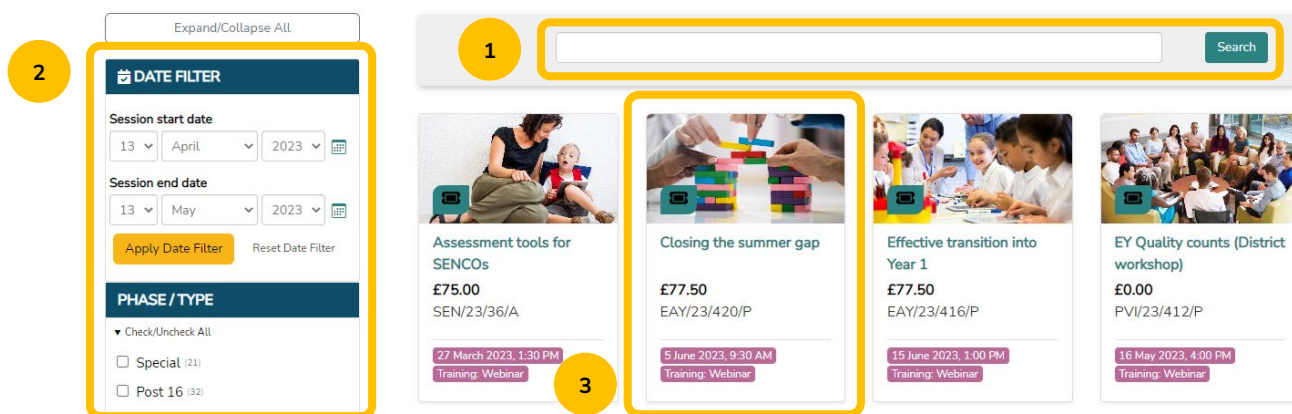 Expand/Collapse All
2
DATE FILTER
Session start date
13 April 2023
Session end date
13 May 2023
Apply Date Filter Reset Date Filter
PHASE / TYPE
▾ Check/Uncheck All
Special (21)
Post 16 (32)
1
Search
Assessment tools for
SENCOs
£75.00
SEN/23/36/A
27 March 2023, 1:30 PM
Training: Webinar
3
Closing the summer gap
£77.50
EAY/23/420/P
5 June 2023, 9:30 AM
Training: Webinar
Effective transition into
Year 1
£77.50
EAY/23/416/P
15 June 2023, 1:00 PM
Training: Webinar
EY Quality counts (District
workshop)
£0.00
PVI/23/412/P
16 May 2023, 4:00 PM
Training: Webinar